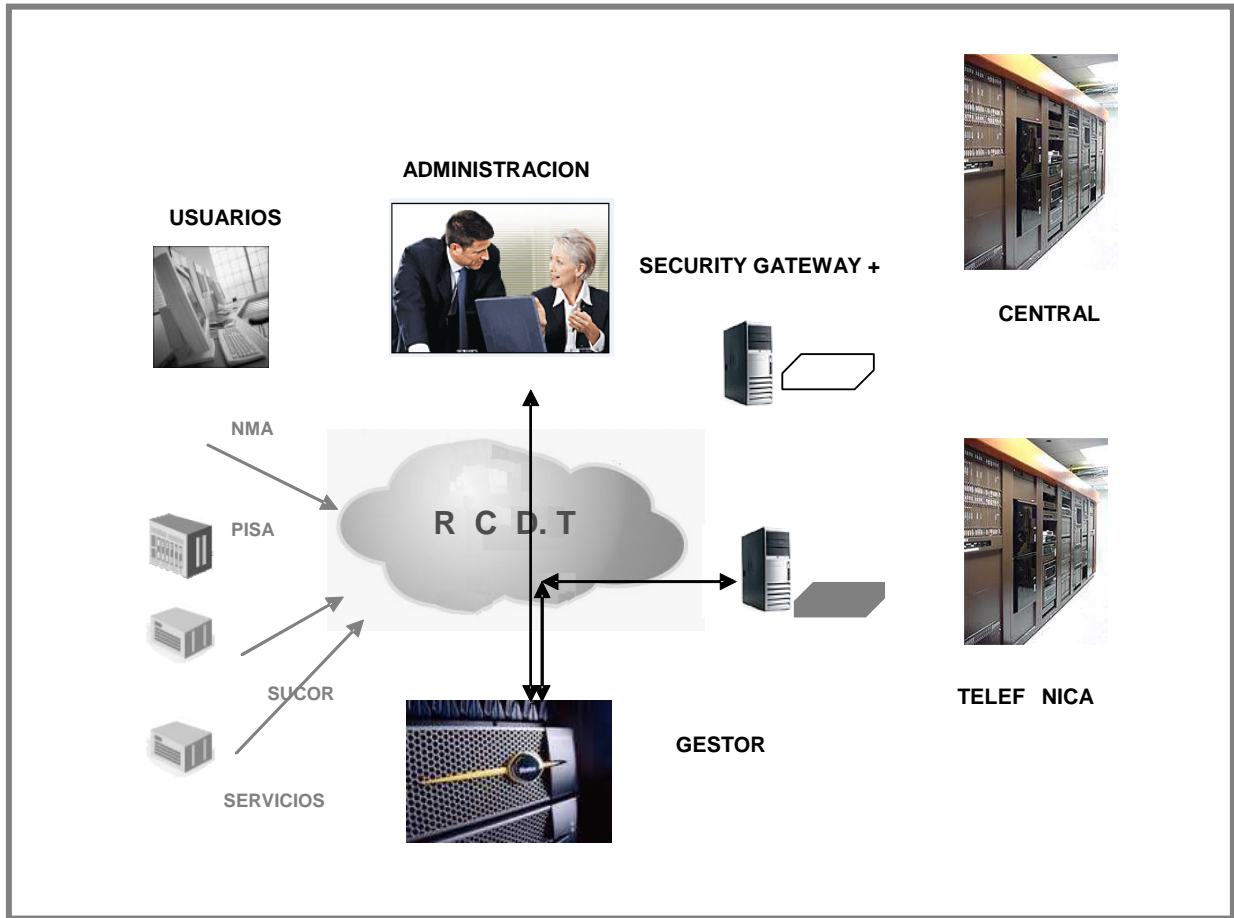 ADMINISTRACION
USUARIOS
SECURITY GATEWAY +
CENTRAL
NMA
R C D. T
PISA
SUCOR
TELEF NICA
GESTOR
SERVICIOS